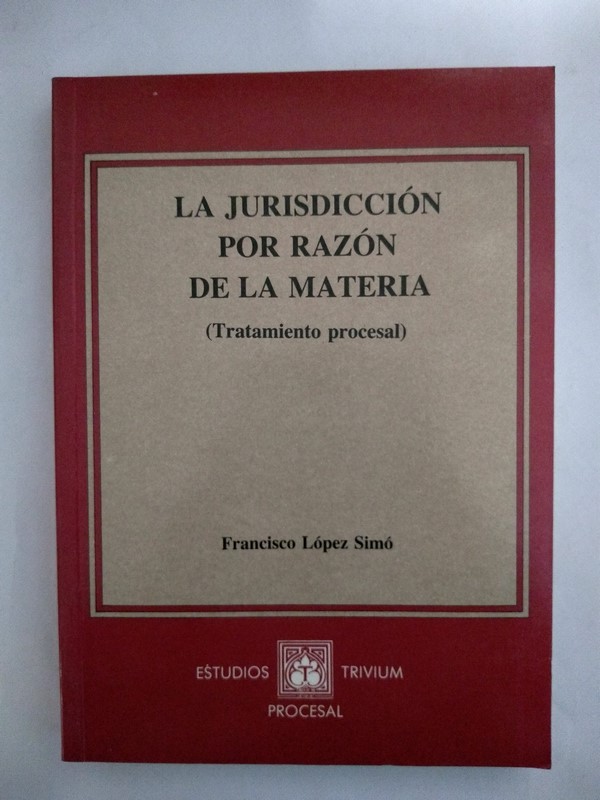 LA JURISDICCIÓN
POR RAZÓN
DE LA MATERIA
(Tratamiento procesal)
Francisco López Simó
ESTUDIOS TRIVIUM
PROCESAL